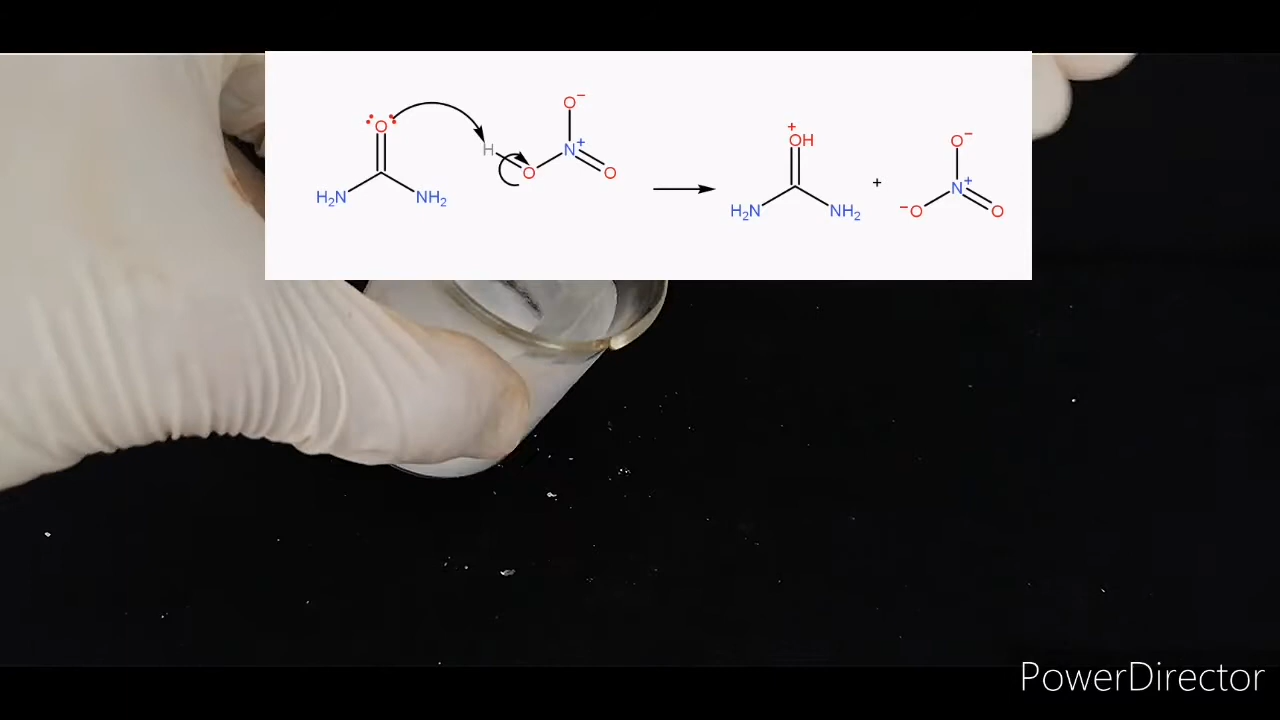 O O⁻
H N⁺
O O
H₂N NH₂
⁺
OH
H₂N NH₂
+
O⁻
N⁺
⁻O O
PowerDirector